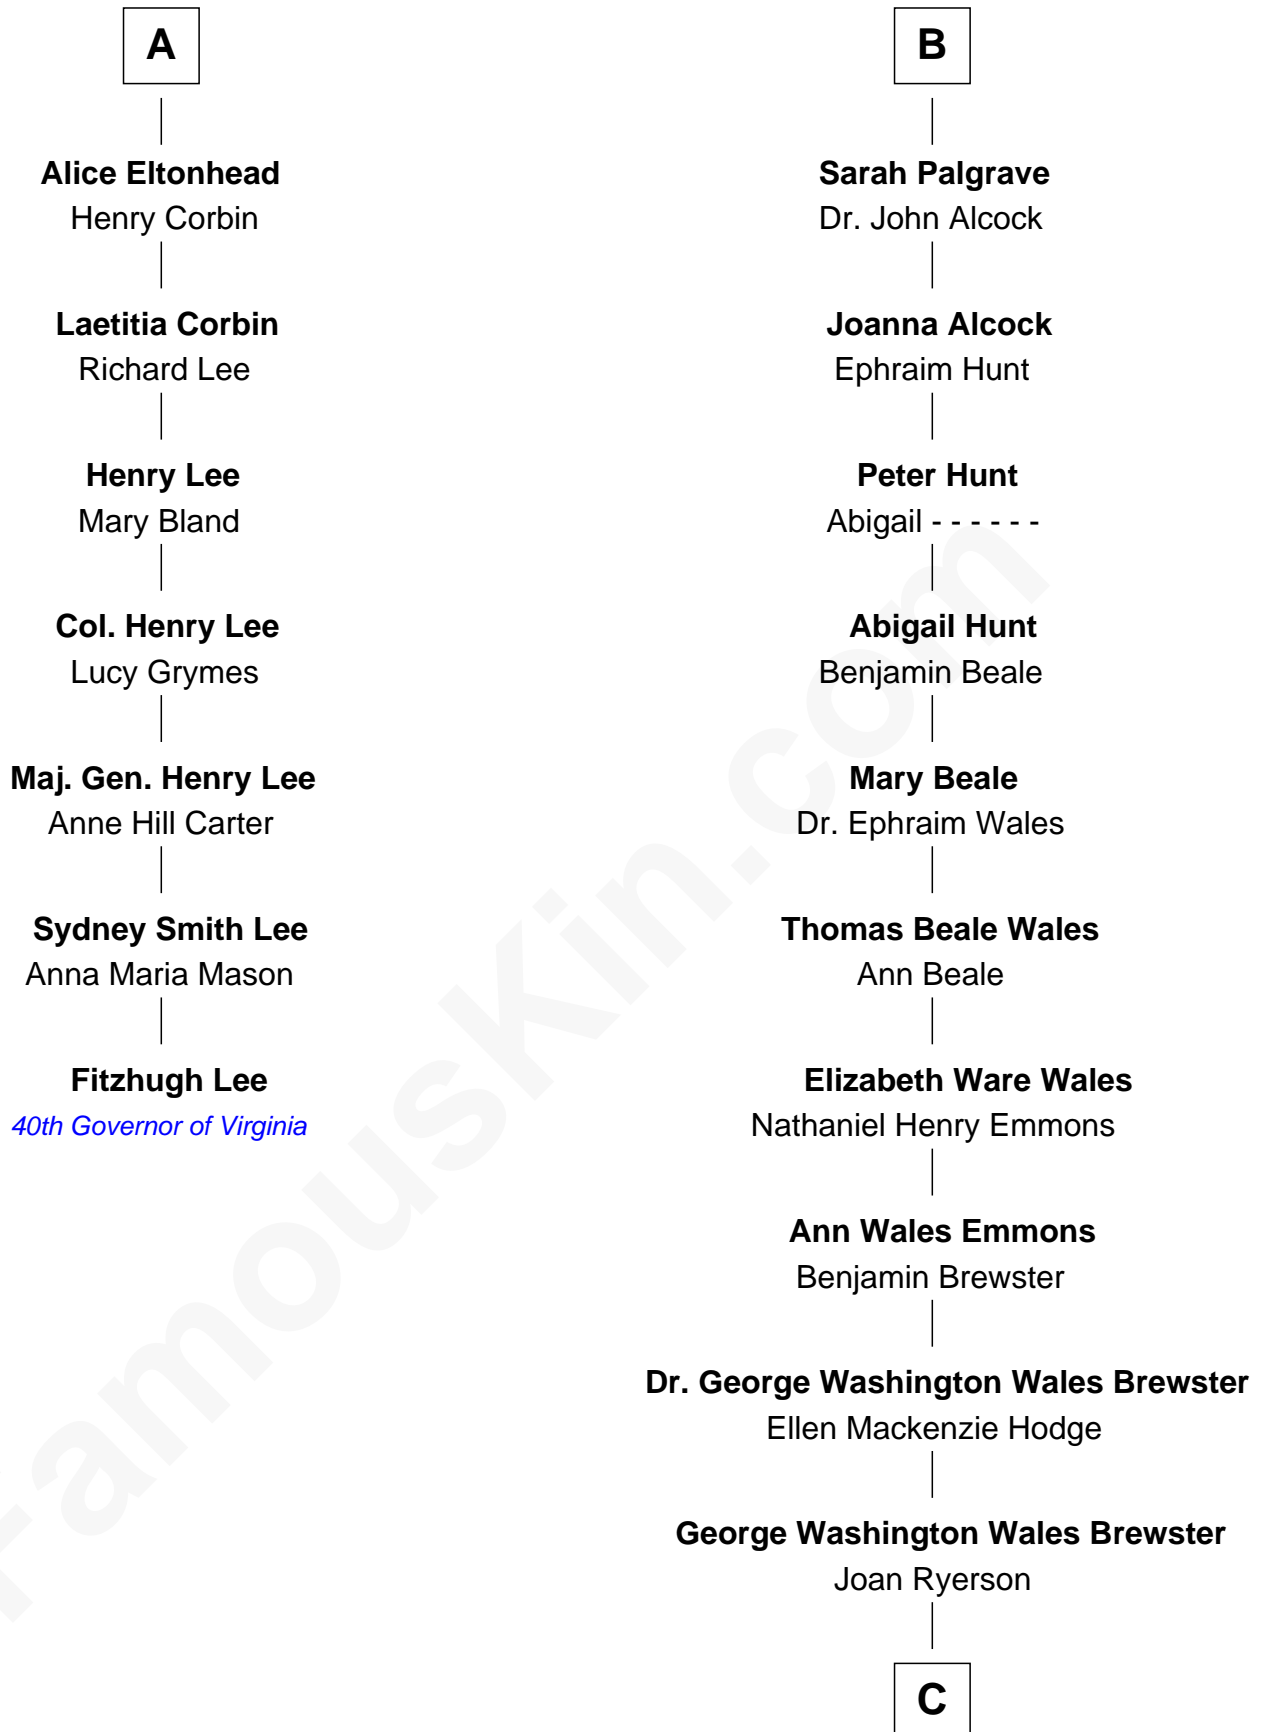 A
Alice Eltonhead
Henry Corbin
Laetitia Corbin
Richard Lee
Henry Lee
Mary Bland
Col. Henry Lee
Lucy Grymes
Maj. Gen. Henry Lee
Anne Hill Carter
Sydney Smith Lee
Anna Maria Mason
Fitzhugh Lee
40th Governor of Virginia
B
Sarah Palgrave
Dr. John Alcock
Joanna Alcock
Ephraim Hunt
Peter Hunt
Abigail - - - - - -
Abigail Hunt
Benjamin Beale
Mary Beale
Dr. Ephraim Wales
Thomas Beale Wales
Ann Beale
Elizabeth Ware Wales
Nathaniel Henry Emmons
Ann Wales Emmons
Benjamin Brewster
Dr. George Washington Wales Brewster
Ellen Mackenzie Hodge
George Washington Wales Brewster
Joan Ryerson
C
FamousKin.com